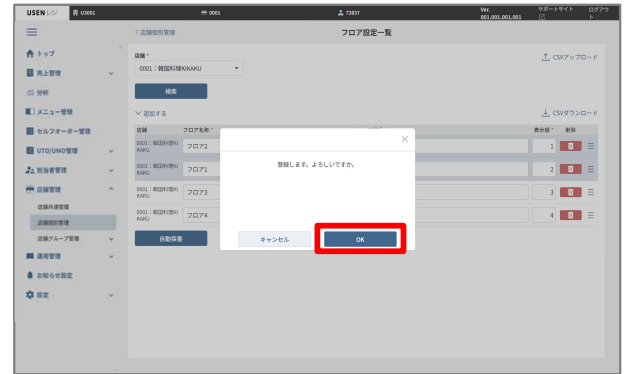 USEN レジ U3001 0001 73837 Ver. 001.001.001.001 サポートサイト ログアウト
トップ
売上管理
分析
メニュー管理
セルフオーダー管理
UTO/UMO管理
担当者管理
店舗管理
店舗共通管理
店舗個別管理
店舗グループ管理
運用管理
お知らせ設定
設定
< 店舗個別管理 フロア設定一覧
店舗 *
0001：韓国料理KIKAKU
CSVアップロード
検索
追加する CSVダウンロード
店舗 フロア名称 * 表示順 * 削除
0001：韓国料理KIKAKU フロア2 1
0001：韓国料理KIKAKU フロア1 2
0001：韓国料理KIKAKU フロア3 3
0001：韓国料理KIKAKU フロア4 4
自動採番
登録します。よろしいですか。
キャンセル OK